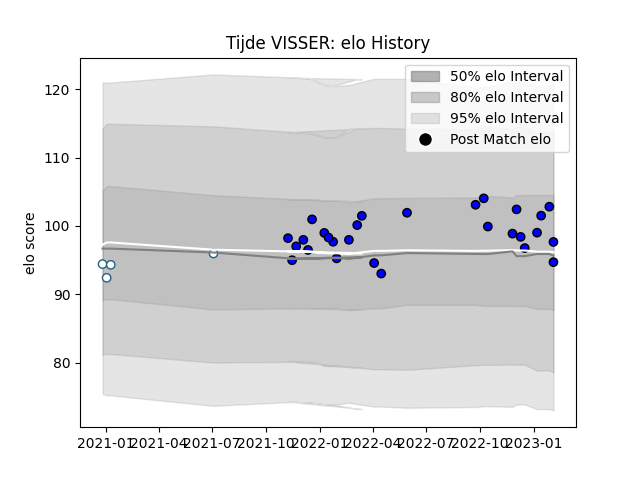 Tijde VISSER: elo History
50% elo Interval
80% elo Interval
95% elo Interval
Post Match elo
elo score
120
110
100
90
80
2021-01 2021-04 2021-07 2021-10 2022-01 2022-04 2022-07 2022-10 2023-01